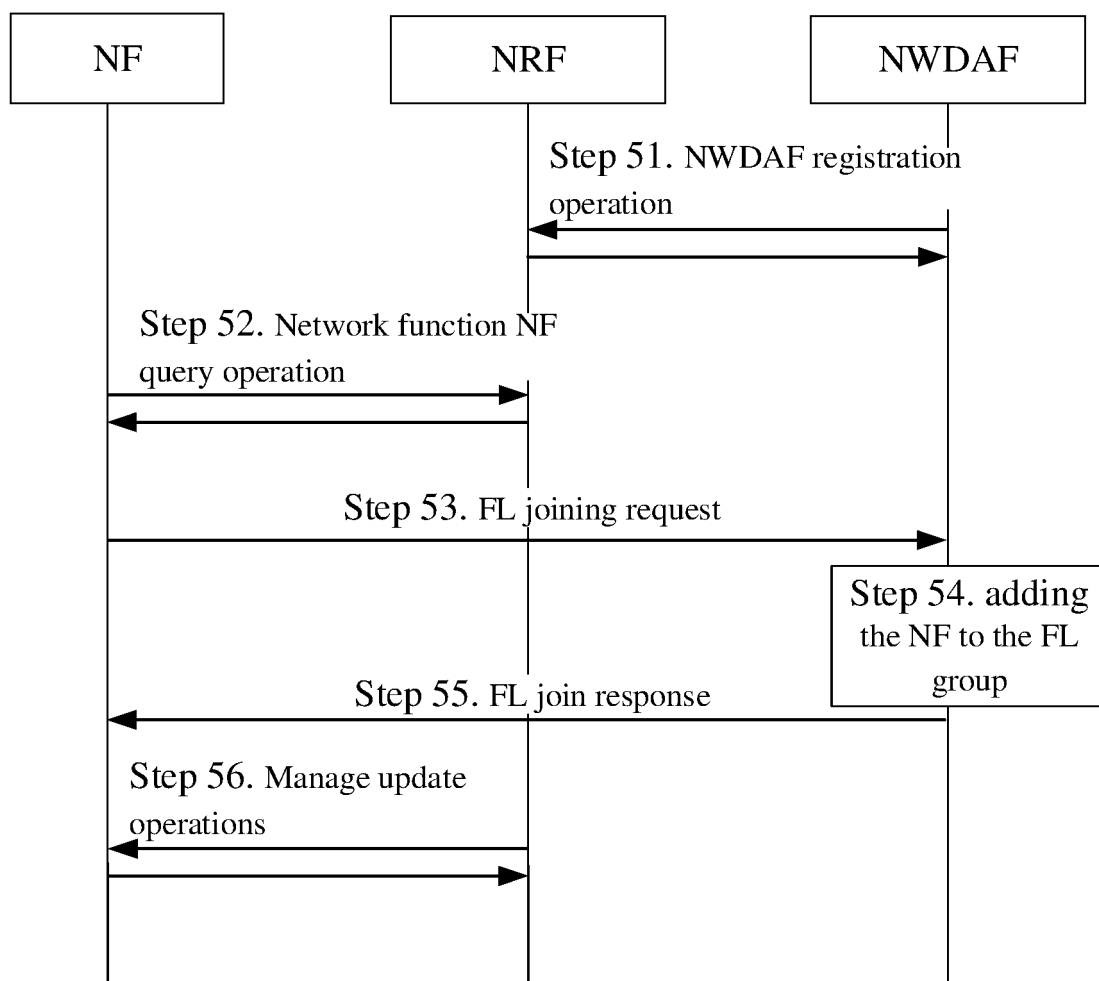 NF
NRF
NWDAF
Step 51. NWDAF registration
operation
Step 52. Network function NF
query operation
Step 53. FL joining request
Step 54. adding
the NF to the FL
group
Step 55. FL join response
Step 56. Manage update
operations